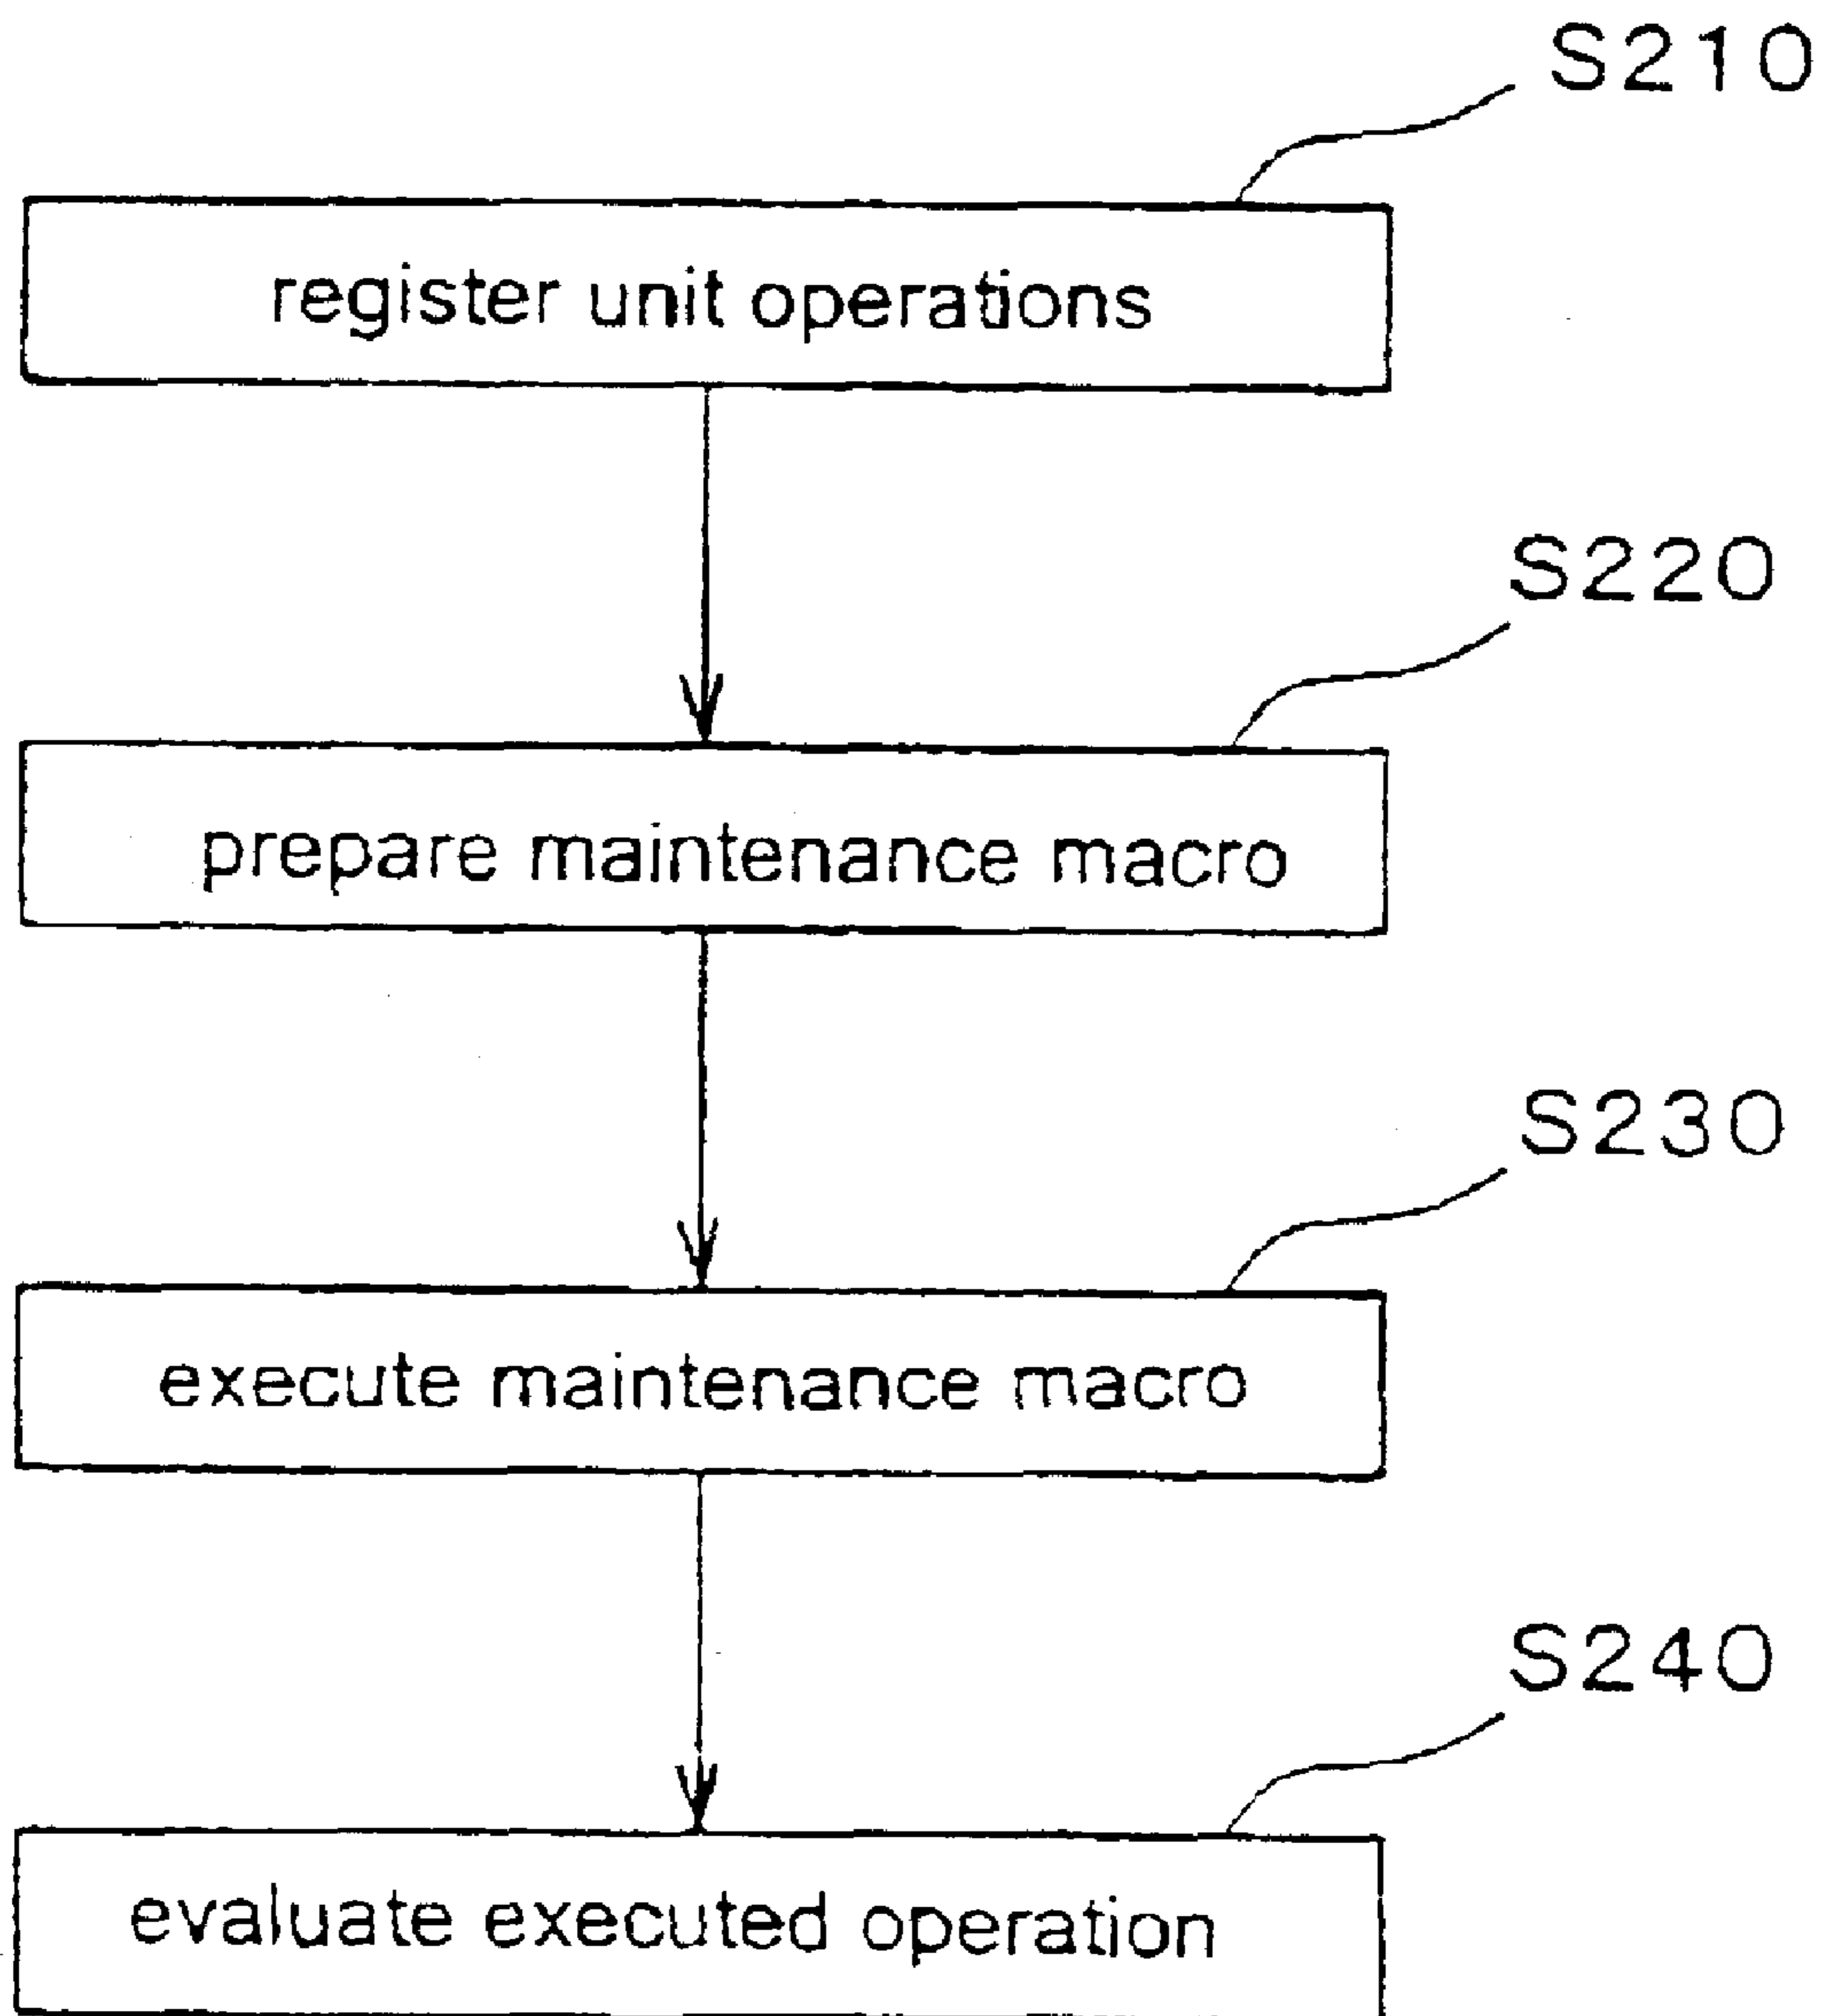 S210
register unit operations
S220
prepare maintenance macro
S230
execute maintenance macro
S240
evaluate executed operation